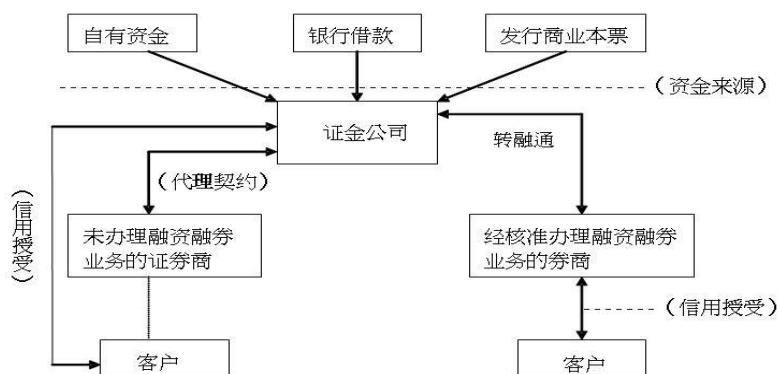 自有资金
银行借款
发行商业本票
（资金来源）
证金公司
转融通
（代理契约）
（信用授受）
未办理融资融券
业务的证券商
经核准办理融资融券
业务的券商
（信用授受）
客户
客户